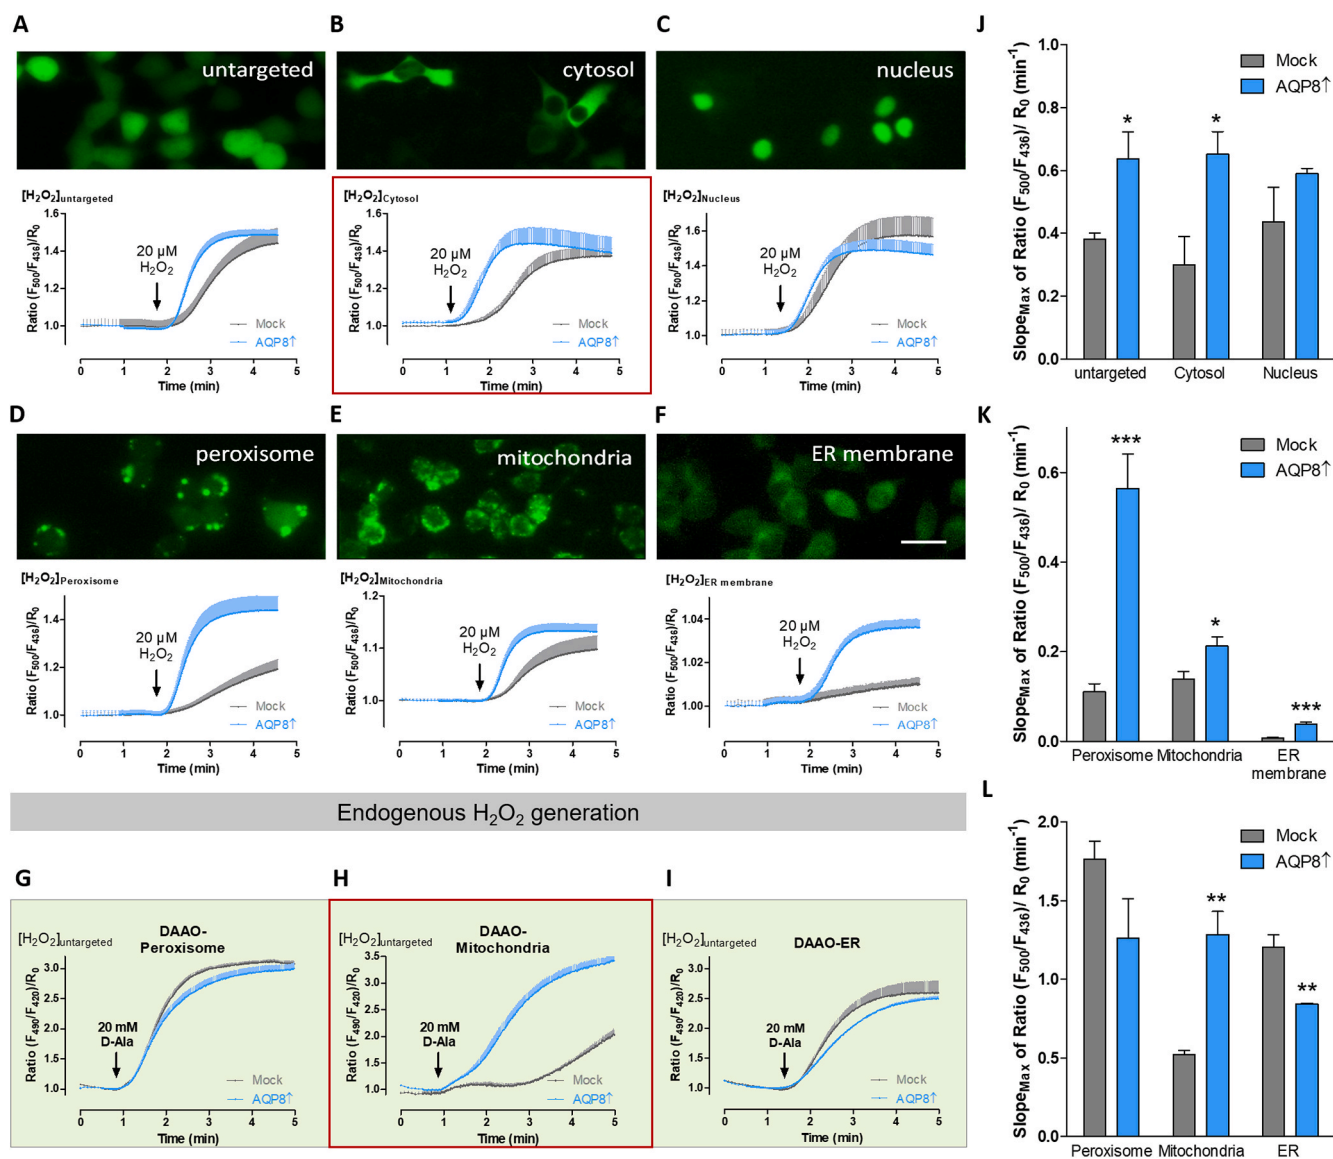 A
untargeted
[H₂O₂]untargeted
Ratio (F₅₀₀/F₄₃₆)/R₀
1.6
1.4
1.2
1.0
20 µM
H₂O₂
Mock
AQP8↑
0 1 2 3 4 5
Time (min)
B
cytosol
[H₂O₂]Cytosol
Ratio (F₅₀₀/F₄₃₆)/R₀
1.6
1.4
1.2
1.0
20 µM
H₂O₂
Mock
AQP8↑
0 1 2 3 4 5
Time (min)
C
nucleus
[H₂O₂]Nucleus
Ratio (F₅₀₀/F₄₃₆)/R₀
1.6
1.4
1.2
1.0
20 µM
H₂O₂
Mock
AQP8↑
0 1 2 3 4 5
Time (min)
D
peroxisome
[H₂O₂]Peroxisome
Ratio (F₅₀₀/F₄₃₆)/R₀
1.4
1.2
1.0
20 µM
H₂O₂
Mock
AQP8↑
0 1 2 3 4 5
Time (min)
E
mitochondria
[H₂O₂]Mitochondria
Ratio (F₅₀₀/F₄₃₆)/R₀
1.2
1.1
1.0
20 µM
H₂O₂
Mock
AQP8↑
0 1 2 3 4 5
Time (min)
F
ER membrane
[H₂O₂]ER membrane
Ratio (F₅₀₀/F₄₃₆)/R₀
1.04
1.02
1.00
20 µM
H₂O₂
Mock
AQP8↑
0 1 2 3 4 5
Time (min)
Endogenous H₂O₂ generation
G
[H₂O₂]untargeted
DAAO-
Peroxisome
Ratio (F₄₉₀/F₄₂₀)/R₀
3.0
2.5
2.0
1.5
1.0
20 mM
D-Ala
Mock
AQP8↑
0 1 2 3 4 5
Time (min)
H
[H₂O₂]untargeted
DAAO-
Mitochondria
Ratio (F₄₉₀/F₄₂₀)/R₀
3.5
3.0
2.5
2.0
1.5
1.0
20 mM
D-Ala
Mock
AQP8↑
0 1 2 3 4 5
Time (min)
I
[H₂O₂]untargeted
DAAO-ER
Ratio (F₄₉₀/F₄₂₀)/R₀
3.0
2.5
2.0
1.5
1.0
20 mM
D-Ala
Mock
AQP8↑
0 1 2 3 4 5
Time (min)
J
SlopeMax of Ratio (F₅₀₀/F₄₃₆)/ R₀ (min⁻¹)
1.0
0.8
0.6
0.4
0.2
0.0
Mock
AQP8↑
* *
untargeted Cytosol Nucleus
K
SlopeMax of Ratio (F₅₀₀/F₄₃₆)/ R₀ (min⁻¹)
0.6
0.4
0.2
0.0
Mock
AQP8↑
*** * ***
Peroxisome Mitochondria ER
membrane
L
SlopeMax of Ratio (F₅₀₀/F₄₃₆)/ R₀ (min⁻¹)
2.0
1.5
1.0
0.5
0.0
Mock
AQP8↑
** **
Peroxisome Mitochondria ER